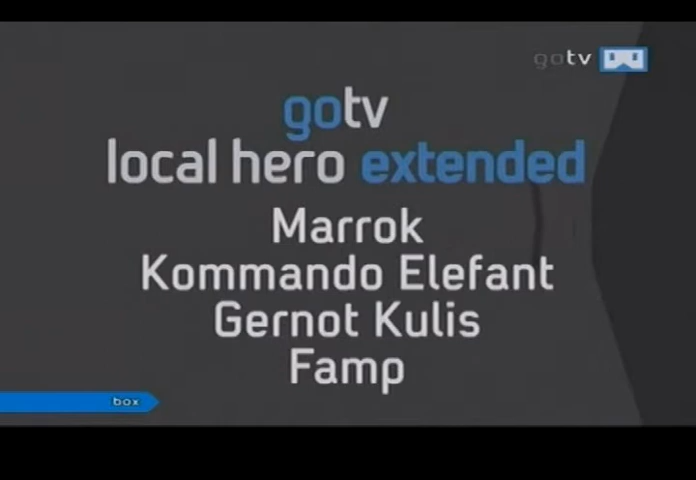 gotv
gotv
local hero extended
Marrok
Kommando Elefant
Gernot Kulis
Famp
box